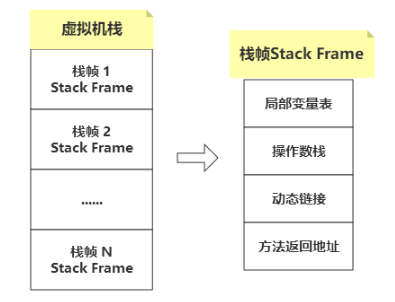 虚拟机栈
栈帧 1
Stack Frame
栈帧 2
Stack Frame
......
栈帧 N
Stack Frame
栈帧Stack Frame
局部变量表
操作数栈
动态链接
方法返回地址